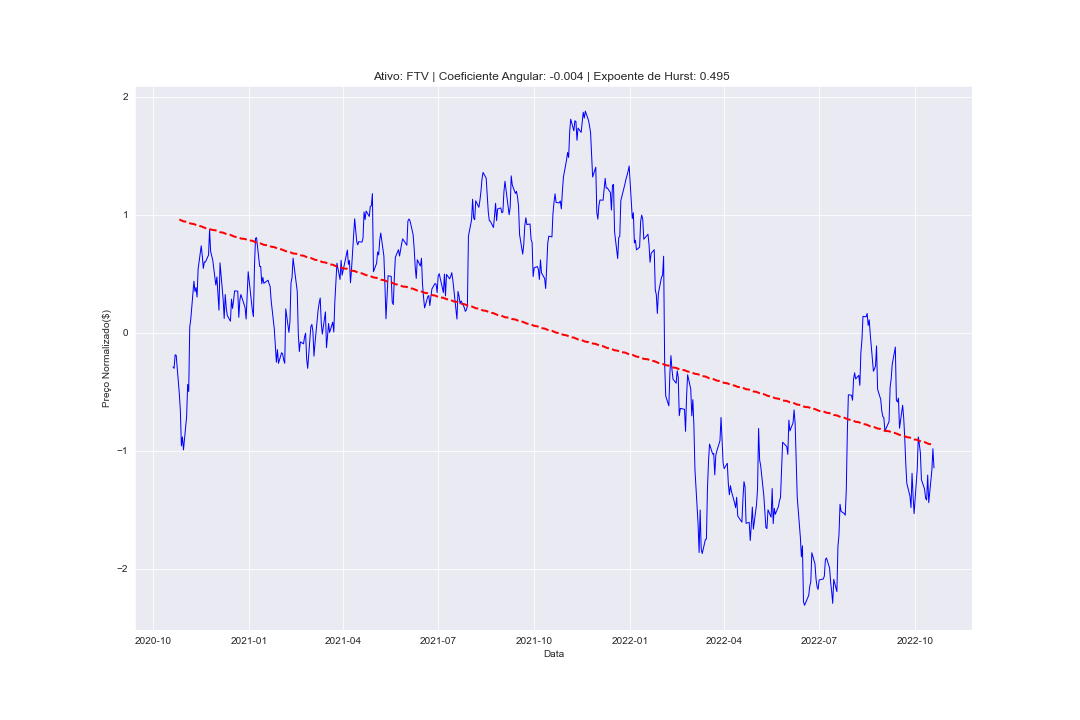 Ativo: FTV | Coeficiente Angular: -0.004 | Expoente de Hurst: 0.495
2
1
0
−1
−2
Preço Normalizado($)
2020-10 2021-01 2021-04 2021-07 2021-10 2022-01 2022-04 2022-07 2022-10
Data